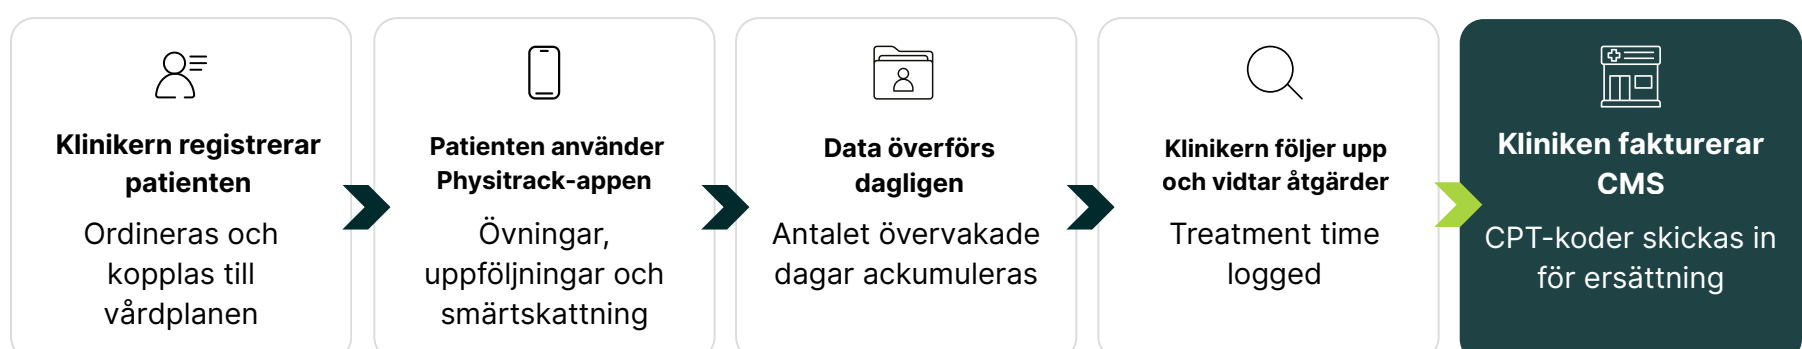 Klinikern registrerar
patienten
Ordineras och
kopplas till
vårdplanen
Patienten använder
Physitrack-appen
Övningar,
uppföljningar och
smärtskattning
Data överförs
dagligen
Antalet övervakade
dagar ackumuleras
Klinikern följer upp
och vidtar åtgärder
Treatment time
logged
Kliniken fakturerar
CMS
CPT-koder skickas in
för ersättning